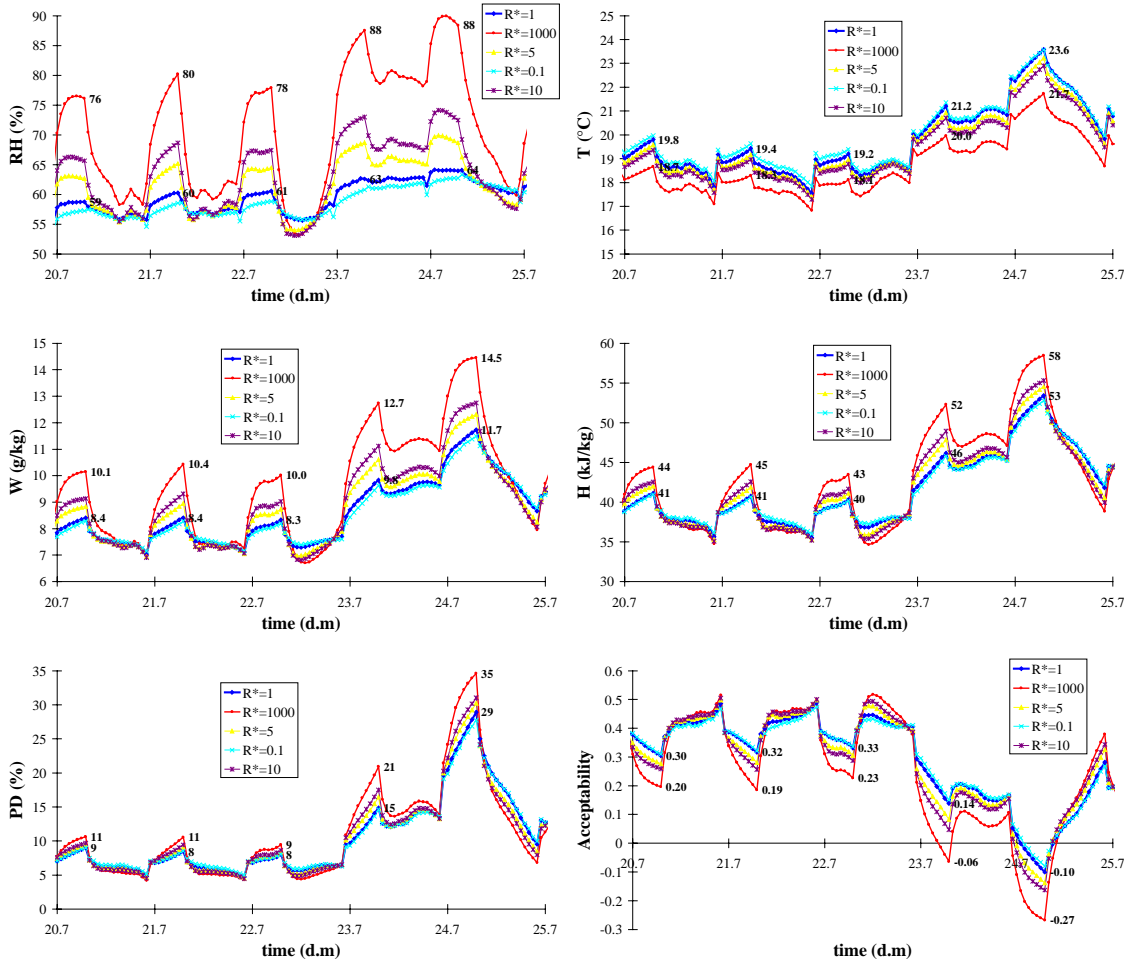 90
85
80
75
70
65
60
55
50
RH (%)
76
80
78
88
88
59
60
61
63
64
R*=1
R*=1000
R*=5
R*=0.1
R*=10
20.7 21.7 22.7 23.7 24.7 25.7
time (d.m)
25
24
23
22
21
20
19
18
17
16
15
T (°C)
R*=1
R*=1000
R*=5
R*=0.1
R*=10
19.8
19.4
19.2
21.2
20.0
23.6
21.7
20.7 21.7 22.7 23.7 24.7 25.7
time (d.m)
15
14
13
12
11
10
9
8
7
6
W (g/kg)
R*=1
R*=1000
R*=5
R*=0.1
R*=10
10.1
8.4
10.4
8.4
10.0
8.3
12.7
9.8
14.5
11.7
20.7 21.7 22.7 23.7 24.7 25.7
time (d.m)
60
55
50
45
40
35
30
H (kJ/kg)
R*=1
R*=1000
R*=5
R*=0.1
R*=10
44
41
45
41
43
40
52
46
58
53
20.7 21.7 22.7 23.7 24.7 25.7
time (d.m)
35
30
25
20
15
10
5
0
PD (%)
R*=1
R*=1000
R*=5
R*=0.1
R*=10
11
9
11
8
9
8
21
15
35
29
20.7 21.7 22.7 23.7 24.7 25.7
time (d.m)
0.6
0.5
0.4
0.3
0.2
0.1
0
-0.1
-0.2
-0.3
Acceptability
R*=1
R*=1000
R*=5
R*=0.1
R*=10
0.30
0.20
0.32
0.19
0.33
0.23
0.14
-0.06
-0.10
-0.27
20.7 21.7 22.7 23.7 24.7 25.7
time (d.m)